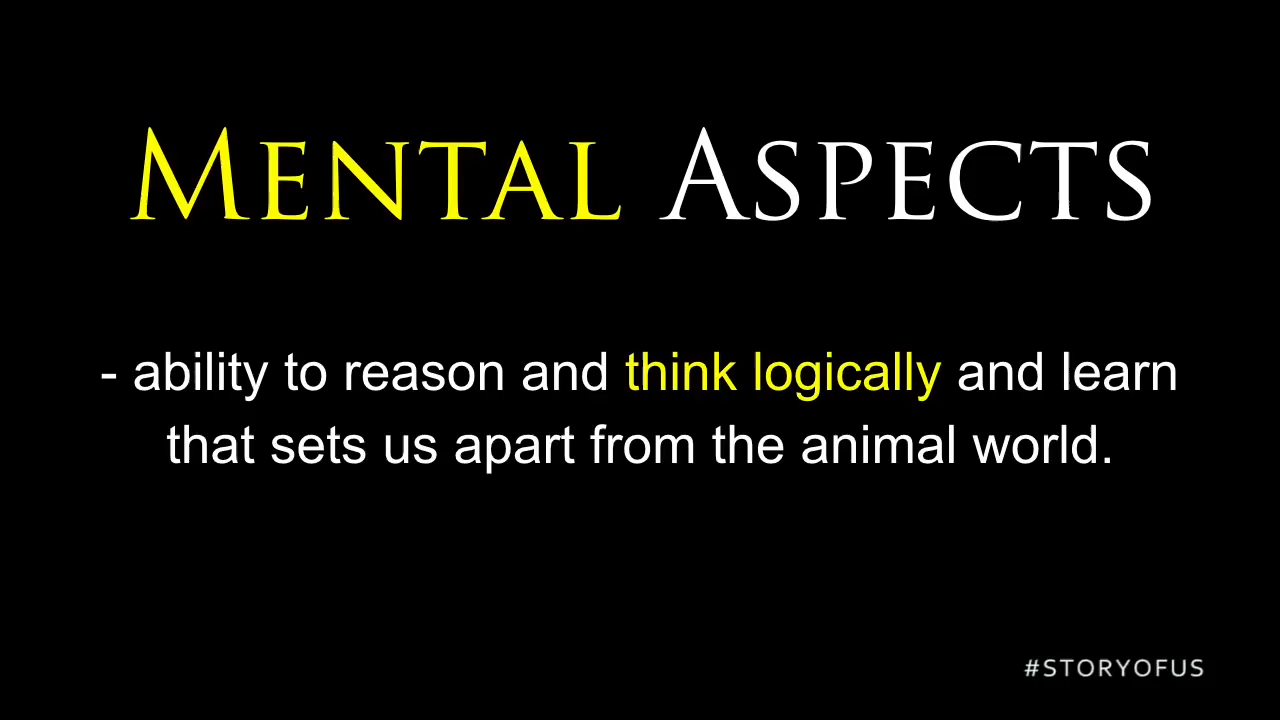 MENTAL ASPECTS
- ability to reason and think logically and learn
that sets us apart from the animal world.
#STORYOFUS